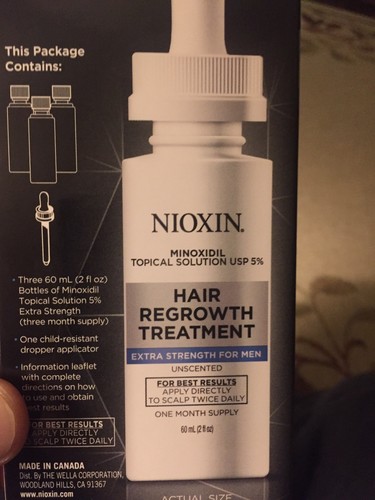 This Package
Contains:
• Three 60 mL (2 fl oz)
Bottles of Minoxidil
Topical Solution 5%
Extra Strength
(three month supply)
• One child-resistant
dropper applicator
• Information leaflet
with complete
directions on how
to use and obtain
best results
FOR BEST RESULTS
APPLY DIRECTLY
TO SCALP TWICE DAILY
MADE IN CANADA
Dist. By THE WELLA CORPORATION,
WOODLAND HILLS, CA 91367
www.nioxin.com
NIOXIN.
MINOXIDIL
TOPICAL SOLUTION USP 5%
HAIR
REGROWTH
TREATMENT
EXTRA STRENGTH FOR MEN
UNSCENTED
FOR BEST RESULTS
APPLY DIRECTLY
TO SCALP TWICE DAILY
ONE MONTH SUPPLY
60 mL (2 fl oz)
ACTUAL SIZE